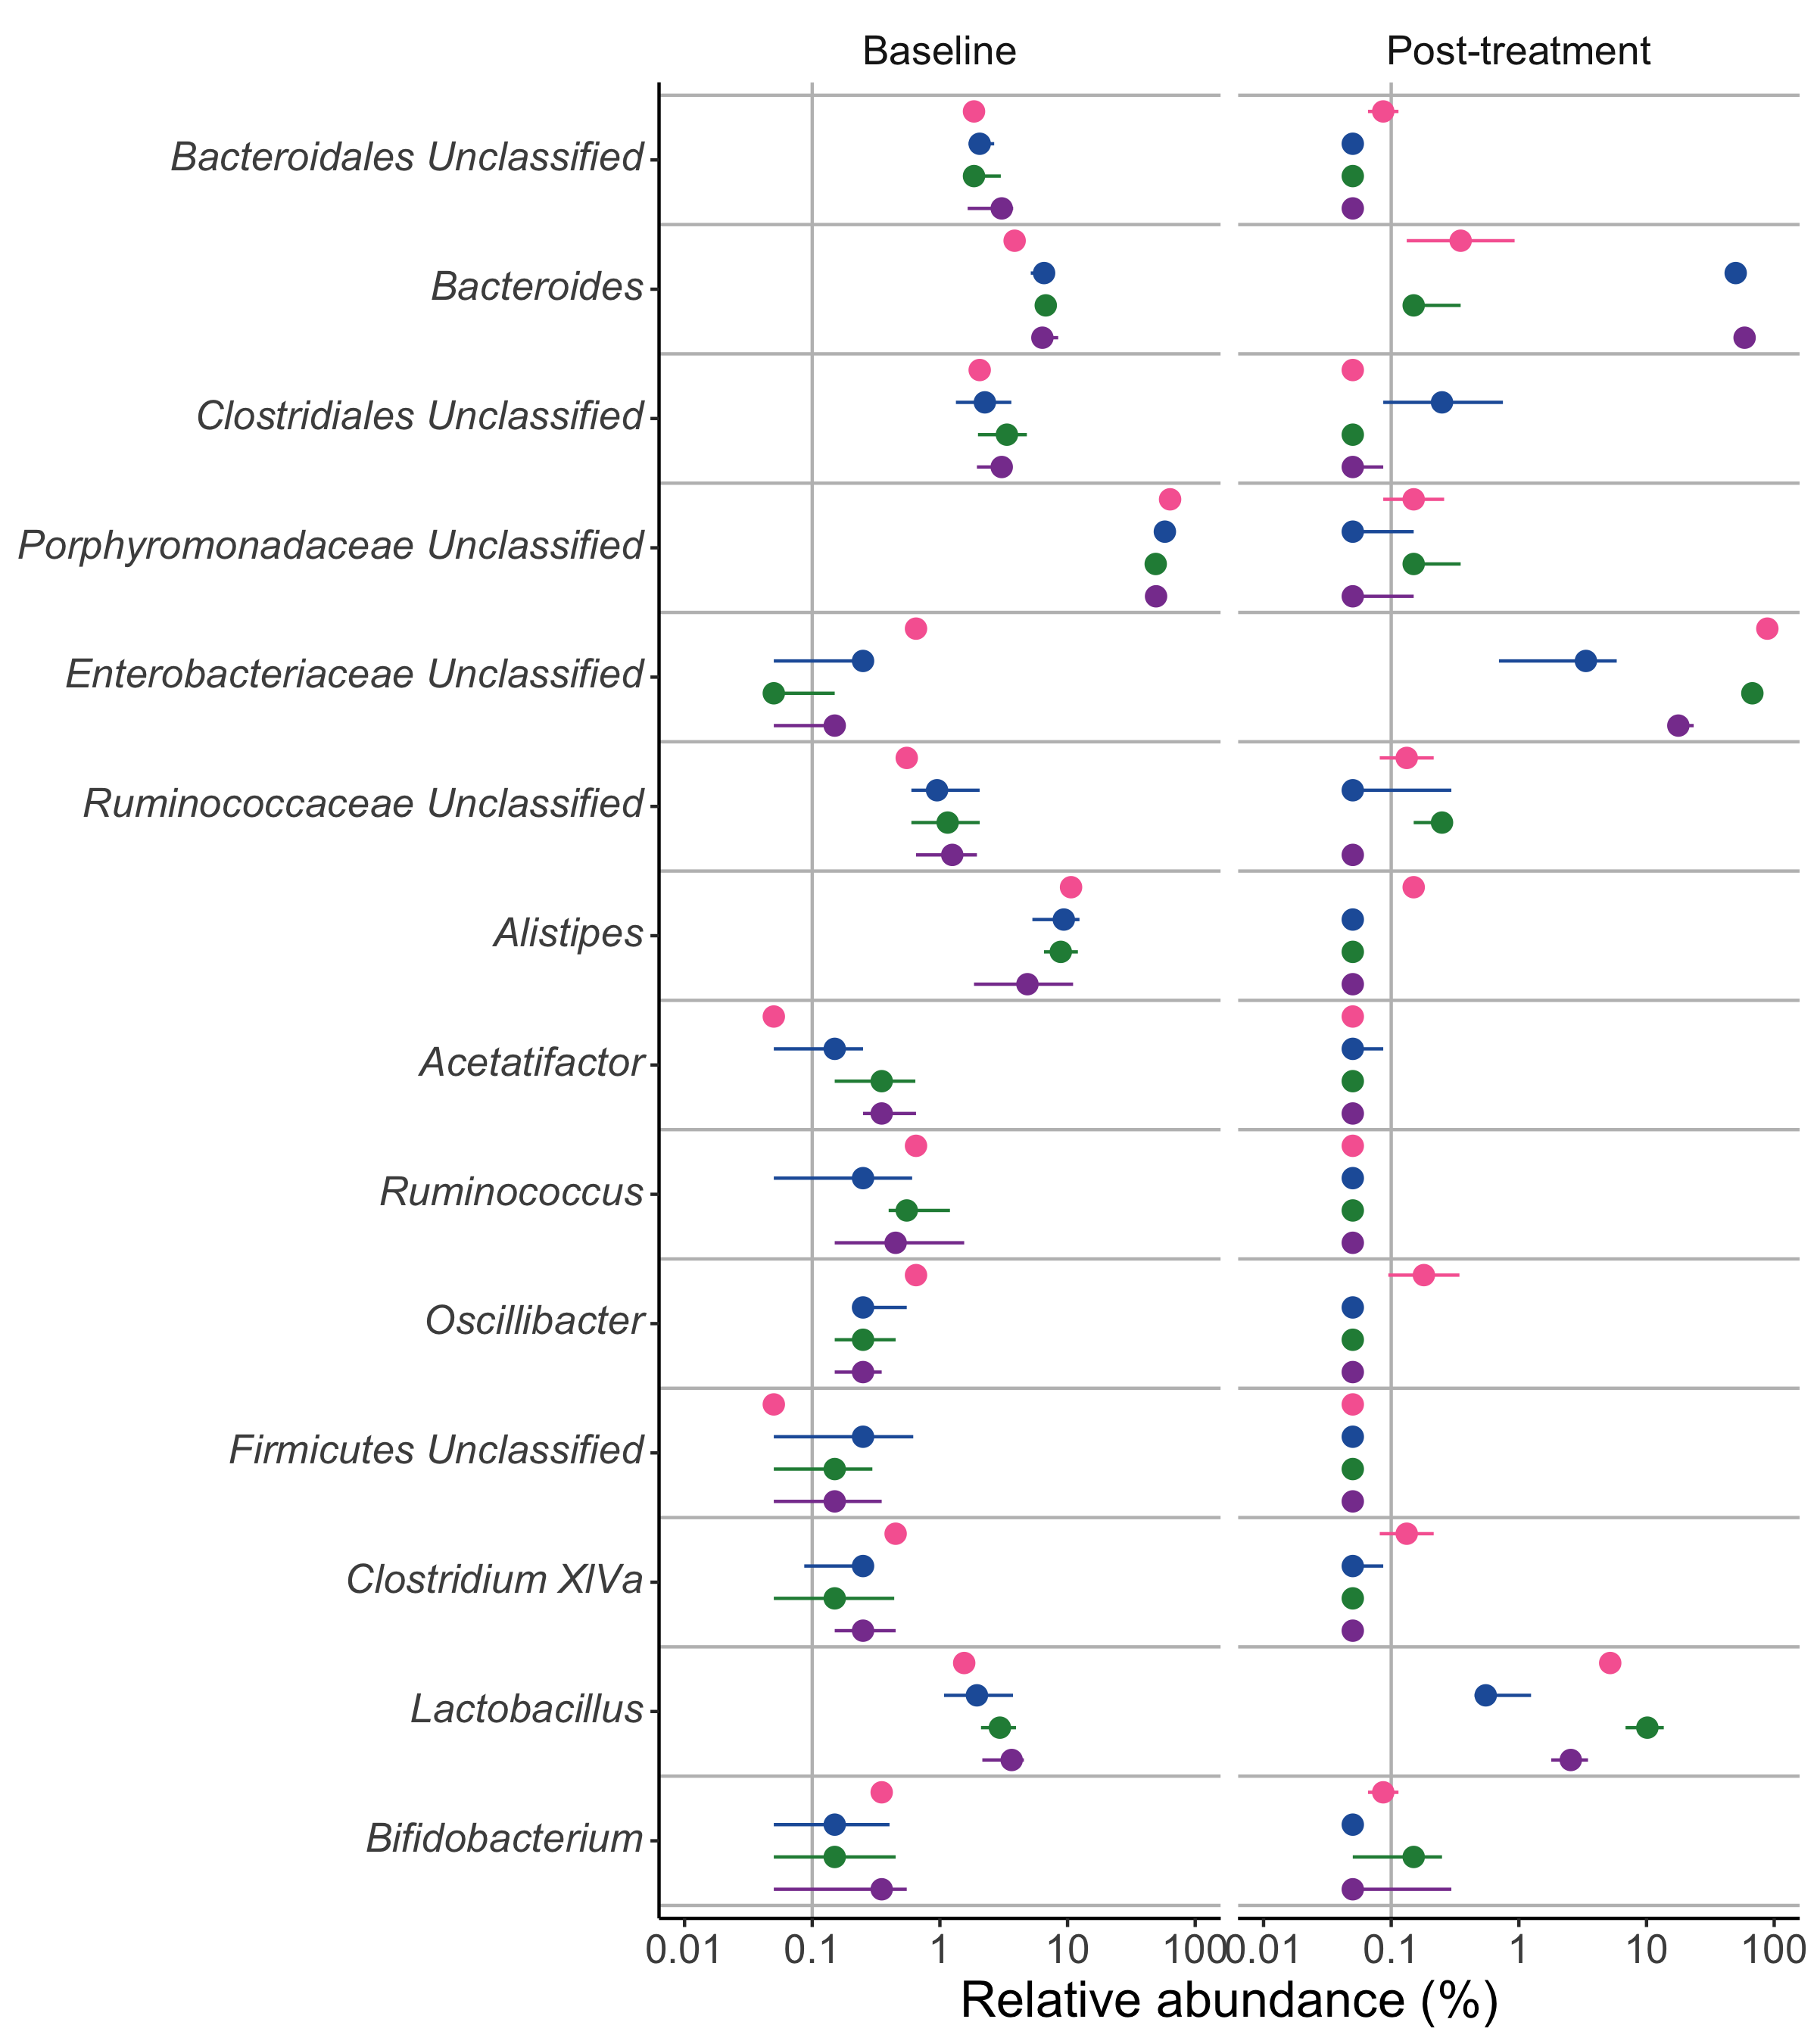 Baseline
Post-treatment
Bacteroidales Unclassified
Bacteroides
Clostridiales Unclassified
Porphyromonadaceae Unclassified
Enterobacteriaceae Unclassified
Ruminococcaceae Unclassified
Alistipes
Acetatifactor
Ruminococcus
Oscillibacter
Firmicutes Unclassified
Clostridium XIVa
Lactobacillus
Bifidobacterium
0.01 0.1 1 10 100
0.01 0.1 1 10 100
Relative abundance (%)